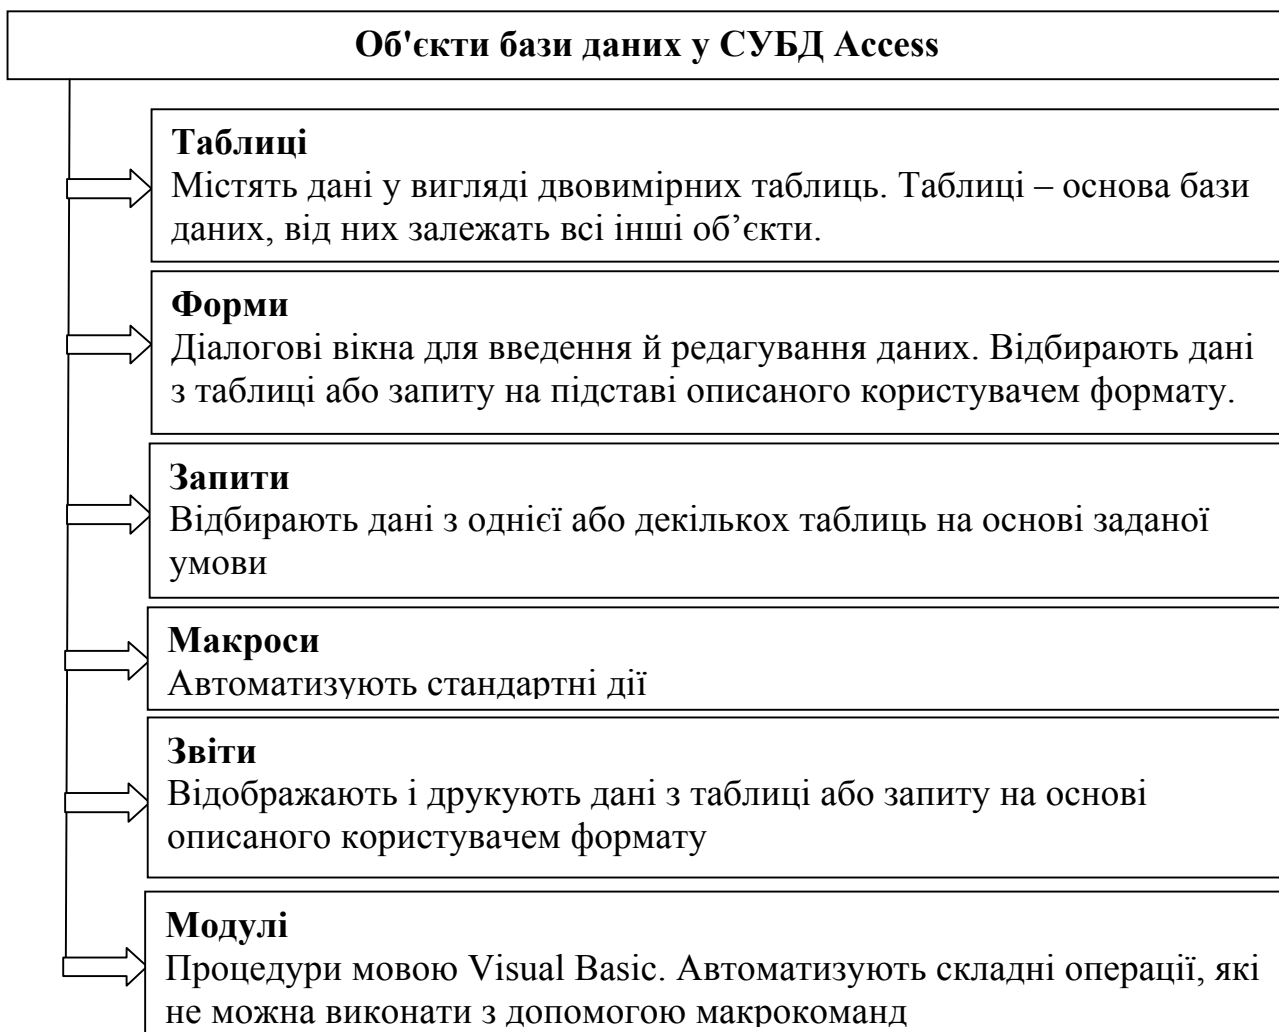 Об'єкти бази даних у СУБД Access
Таблиці
Містять дані у вигляді двовимірних таблиць. Таблиці – основа бази
даних, від них залежать всі інші об’єкти.
Форми
Діалогові вікна для введення й редагування даних. Відбирають дані
з таблиці або запиту на підставі описаного користувачем формату.
Запити
Відбирають дані з однієї або декількох таблиць на основі заданої
умови
Макроси
Автоматизують стандартні дії
Звіти
Відображають і друкують дані з таблиці або запиту на основі
описаного користувачем формату
Модулі
Процедури мовою Visual Basic. Автоматизують складні операції, які
не можна виконати з допомогою макрокоманд